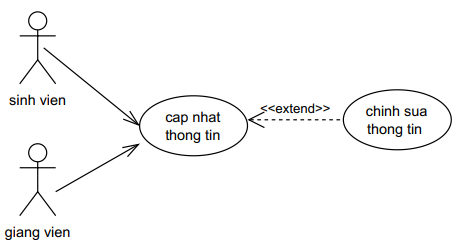 sinh vien
cap nhat
thong tin
<<extend>>
chinh sua
thong tin
giang vien